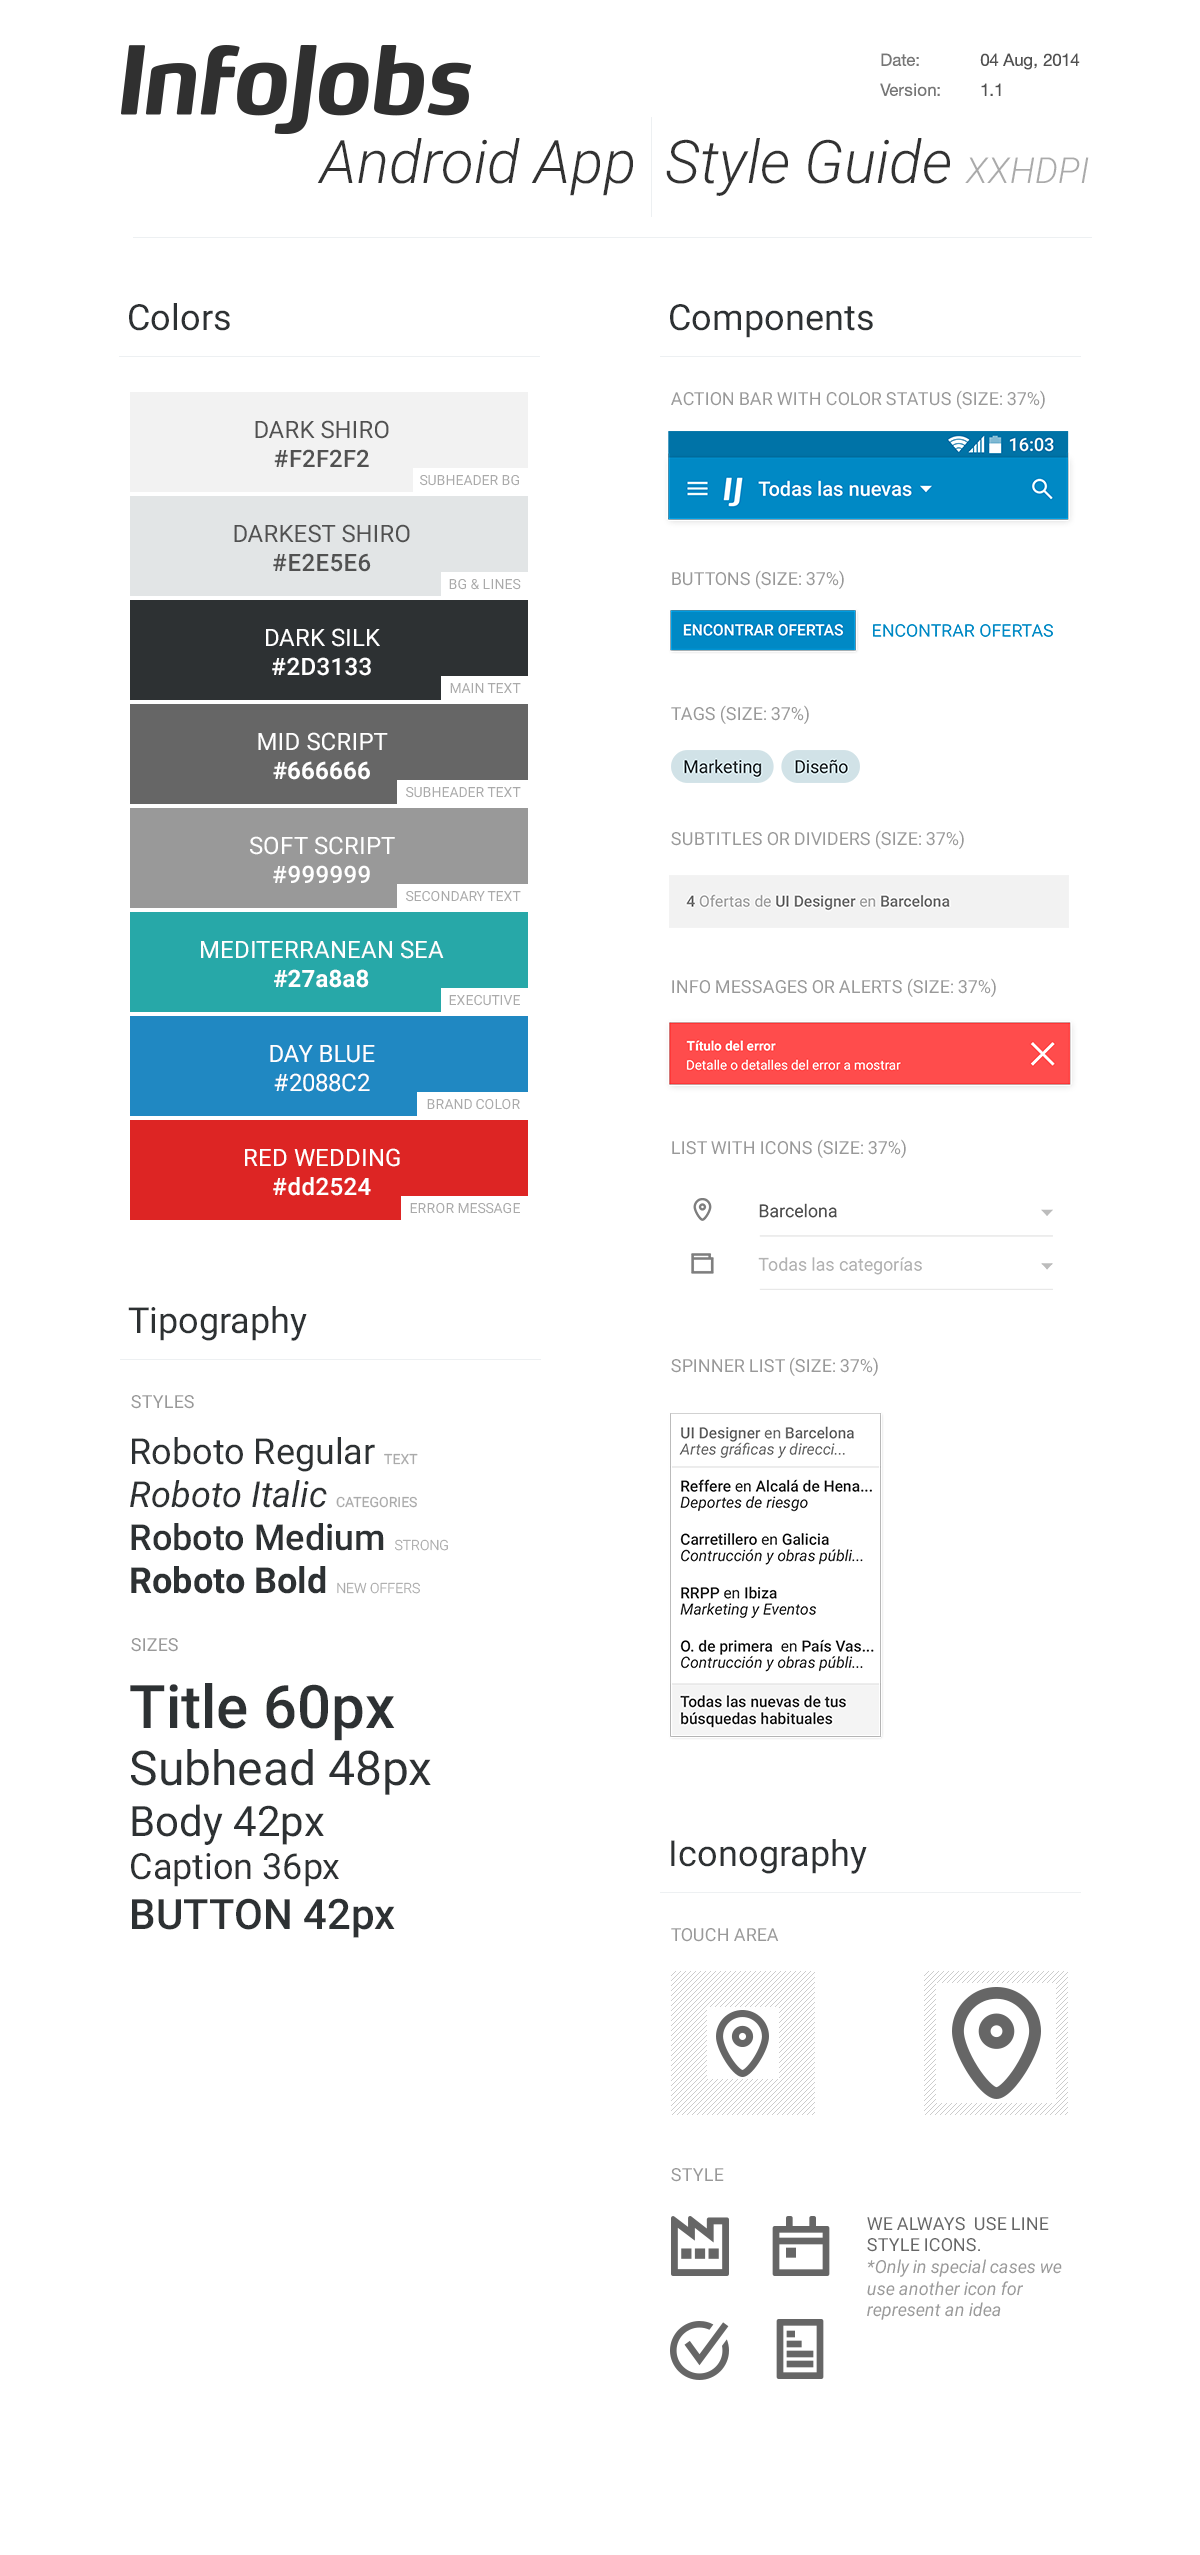 InfoJobs
Date: 04 Aug, 2014
Version: 1.1
Android App Style Guide XXHDPI
Colors
DARK SHIRO
#F2F2F2
SUBHEADER BG
DARKEST SHIRO
#E2E5E6
BG & LINES
DARK SILK
#2D3133
MAIN TEXT
MID SCRIPT
#666666
SUBHEADER TEXT
SOFT SCRIPT
#999999
SECONDARY TEXT
MEDITERRANEAN SEA
#27a8a8
EXECUTIVE
DAY BLUE
#2088C2
BRAND COLOR
RED WEDDING
#dd2524
ERROR MESSAGE
Tipography
STYLES
Roboto Regular TEXT
Roboto Italic CATEGORIES
Roboto Medium STRONG
Roboto Bold NEW OFFERS
SIZES
Title 60px
Subhead 48px
Body 42px
Caption 36px
BUTTON 42px
Components
ACTION BAR WITH COLOR STATUS (SIZE: 37%)
16:03
IJ Todas las nuevas
BUTTONS (SIZE: 37%)
ENCONTRAR OFERTAS ENCONTRAR OFERTAS
TAGS (SIZE: 37%)
Marketing Diseño
SUBTITLES OR DIVIDERS (SIZE: 37%)
4 Ofertas de UI Designer en Barcelona
INFO MESSAGES OR ALERTS (SIZE: 37%)
Título del error
Detalle o detalles del error a mostrar
LIST WITH ICONS (SIZE: 37%)
Barcelona
Todas las categorías
SPINNER LIST (SIZE: 37%)
UI Designer en Barcelona
Artes gráficas y direcci...
Reffere en Alcalá de Hena...
Deportes de riesgo
Carretillero en Galicia
Contrucción y obras públi...
RRPP en Ibiza
Marketing y Eventos
O. de primera en País Vas...
Contrucción y obras públi...
Todas las nuevas de tus
búsquedas habituales
Iconography
TOUCH AREA
STYLE
WE ALWAYS USE LINE
STYLE ICONS.
*Only in special cases we
use another icon for
represent an idea